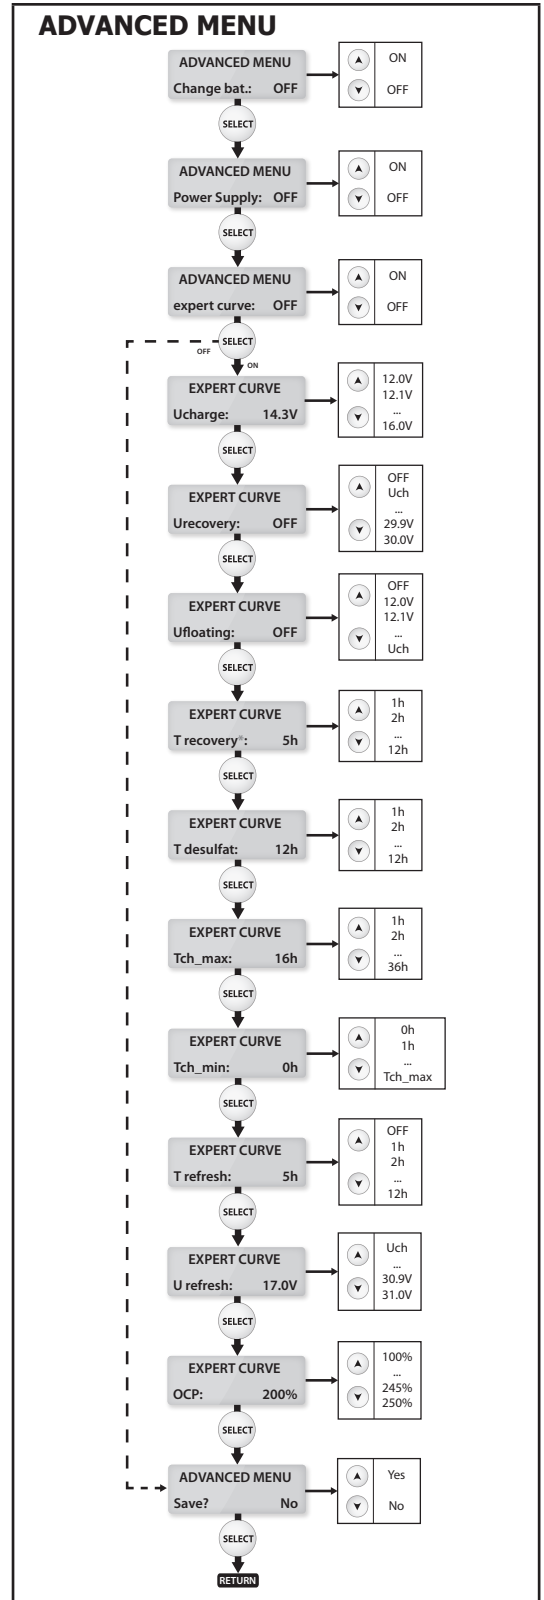 ADVANCED MENU
ADVANCED MENU
Change bat.: OFF
ON
OFF
SELECT
ADVANCED MENU
Power Supply: OFF
ON
OFF
SELECT
ADVANCED MENU
expert curve: OFF
ON
OFF
SELECT
OFF
ON
EXPERT CURVE
Ucharge: 14.3V
12.0V
12.1V
...
16.0V
SELECT
EXPERT CURVE
Urecovery: OFF
OFF
Uch
...
29.9V
30.0V
SELECT
EXPERT CURVE
Ufloating: OFF
OFF
12.0V
12.1V
...
Uch
SELECT
EXPERT CURVE
T recovery*: 5h
1h
2h
...
12h
SELECT
EXPERT CURVE
T desulfat: 12h
1h
2h
...
12h
SELECT
EXPERT CURVE
Tch_max: 16h
1h
2h
...
36h
SELECT
EXPERT CURVE
Tch_min: 0h
0h
1h
...
Tch_max
SELECT
EXPERT CURVE
T refresh: 5h
OFF
1h
2h
...
12h
SELECT
EXPERT CURVE
U refresh: 17.0V
Uch
...
30.9V
31.0V
SELECT
EXPERT CURVE
OCP: 200%
100%
...
245%
250%
SELECT
ADVANCED MENU
Save? No
Yes
No
SELECT
RETURN